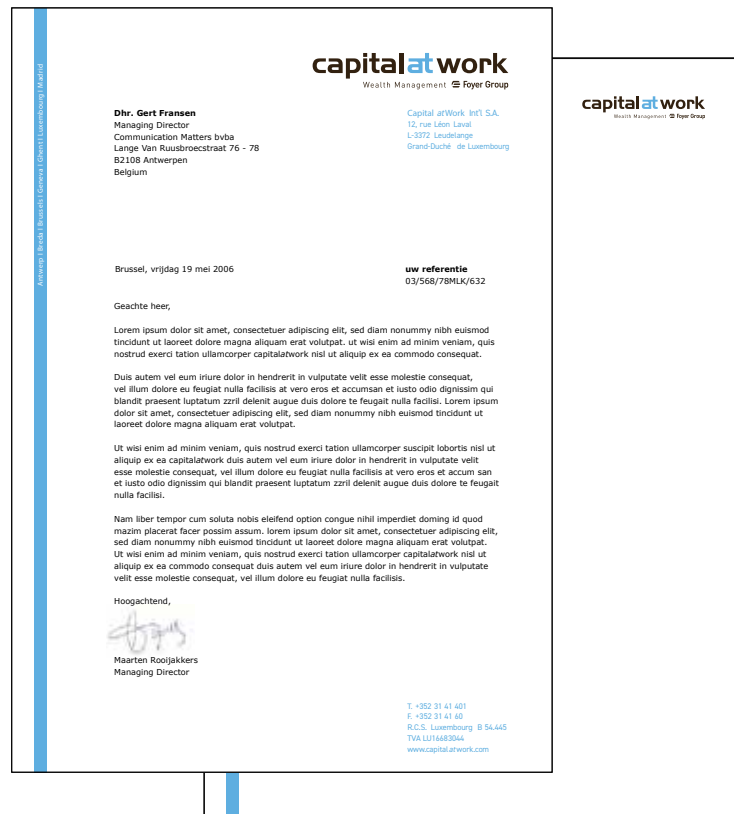 capitalatwork
Wealth Management Foyer Group
Antwerp I Breda I Brussels I Geneva I Ghent I Luxembourg I Madrid
Dhr. Gert Fransen
Managing Director
Communication Matters bvba
Lange Van Ruusbroecstraat 76 - 78
B2108 Antwerpen
Belgium
Capital atWork Int'l S.A.
12, rue Léon Laval
L-3372 Leudelange
Grand-Duché de Luxembourg
Brussel, vrijdag 19 mei 2006
uw referentie
03/568/78MLK/632
Geachte heer,
Lorem ipsum dolor sit amet, consectetuer adipiscing elit, sed diam nonummy nibh euismod
tincidunt ut laoreet dolore magna aliquam erat volutpat. ut wisi enim ad minim veniam, quis
nostrud exerci tation ullamcorper capitalatwork nisl ut aliquip ex ea commodo consequat.
Duis autem vel eum iriure dolor in hendrerit in vulputate velit esse molestie consequat,
vel illum dolore eu feugiat nulla facilisis at vero eros et accumsan et iusto odio dignissim qui
blandit praesent luptatum zzril delenit augue duis dolore te feugait nulla facilisi. Lorem ipsum
dolor sit amet, consectetuer adipiscing elit, sed diam nonummy nibh euismod tincidunt ut
laoreet dolore magna aliquam erat volutpat.
Ut wisi enim ad minim veniam, quis nostrud exerci tation ullamcorper suscipit lobortis nisl ut
aliquip ex ea capitalatwork duis autem vel eum iriure dolor in hendrerit in vulputate velit
esse molestie consequat, vel illum dolore eu feugiat nulla facilisis at vero eros et accum san
et iusto odio dignissim qui blandit praesent luptatum zzril delenit augue duis dolore te feugait
nulla facilisi.
Nam liber tempor cum soluta nobis eleifend option congue nihil imperdiet doming id quod
mazim placerat facer possim assum. lorem ipsum dolor sit amet, consectetuer adipiscing elit,
sed diam nonummy nibh euismod tincidunt ut laoreet dolore magna aliquam erat volutpat.
Ut wisi enim ad minim veniam, quis nostrud exerci tation ullamcorper capitalatwork nisl ut
aliquip ex ea commodo consequat duis autem vel eum iriure dolor in hendrerit in vulputate
velit esse molestie consequat, vel illum dolore eu feugiat nulla facilisis.
Hoogachtend,
Maarten Rooijakkers
Managing Director
T. +352 31 41 401
F. +352 31 41 60
R.C.S. Luxembourg B 54.445
TVA LU16683044
www.capitalatwork.com
capitalatwork
Wealth Management Foyer Group